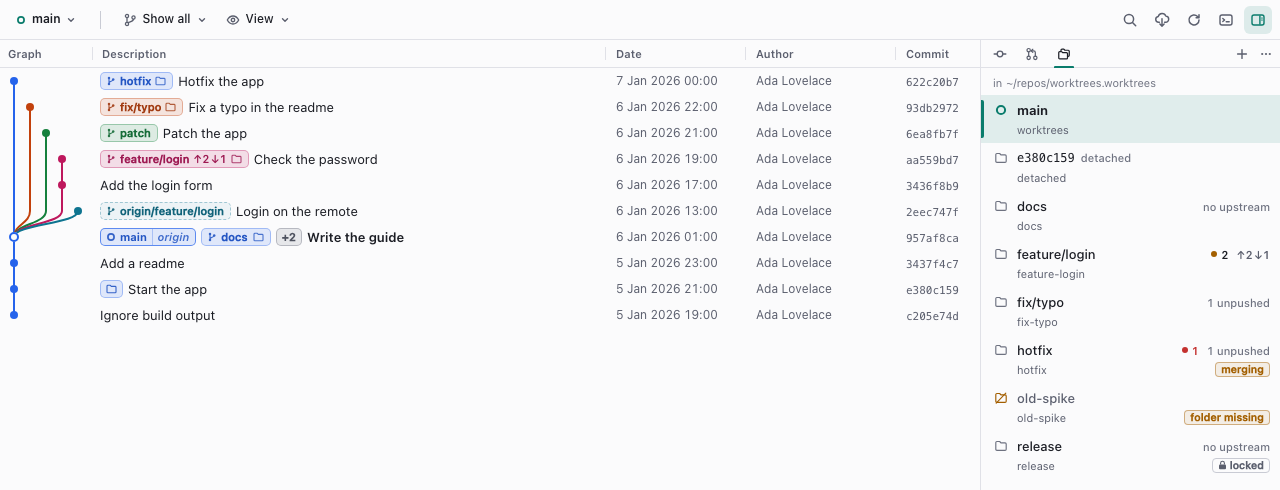 main Show all View
Graph Description Date Author Commit
hotfix Hotfix the app 7 Jan 2026 00:00 Ada Lovelace 622c20b7
fix/typo Fix a typo in the readme 6 Jan 2026 22:00 Ada Lovelace 93db2972
patch Patch the app 6 Jan 2026 21:00 Ada Lovelace 6ea8fb7f
feature/login ↑2↓1 Check the password 6 Jan 2026 19:00 Ada Lovelace aa559bd7
Add the login form 6 Jan 2026 17:00 Ada Lovelace 3436f8b9
origin/feature/login Login on the remote 6 Jan 2026 13:00 Ada Lovelace 2eec747f
main origin docs +2 Write the guide 6 Jan 2026 01:00 Ada Lovelace 957af8ca
Add a readme 5 Jan 2026 23:00 Ada Lovelace 3437f4c7
Start the app 5 Jan 2026 21:00 Ada Lovelace e380c159
Ignore build output 5 Jan 2026 19:00 Ada Lovelace c205e74d
in ~/repos/worktrees.worktrees
main
worktrees
e380c159 detached
detached
docs no upstream
docs
feature/login 2 ↑2↓1
feature-login
fix/typo 1 unpushed
fix-typo
hotfix 1 1 unpushed
hotfix merging
old-spike
old-spike folder missing
release no upstream
release locked